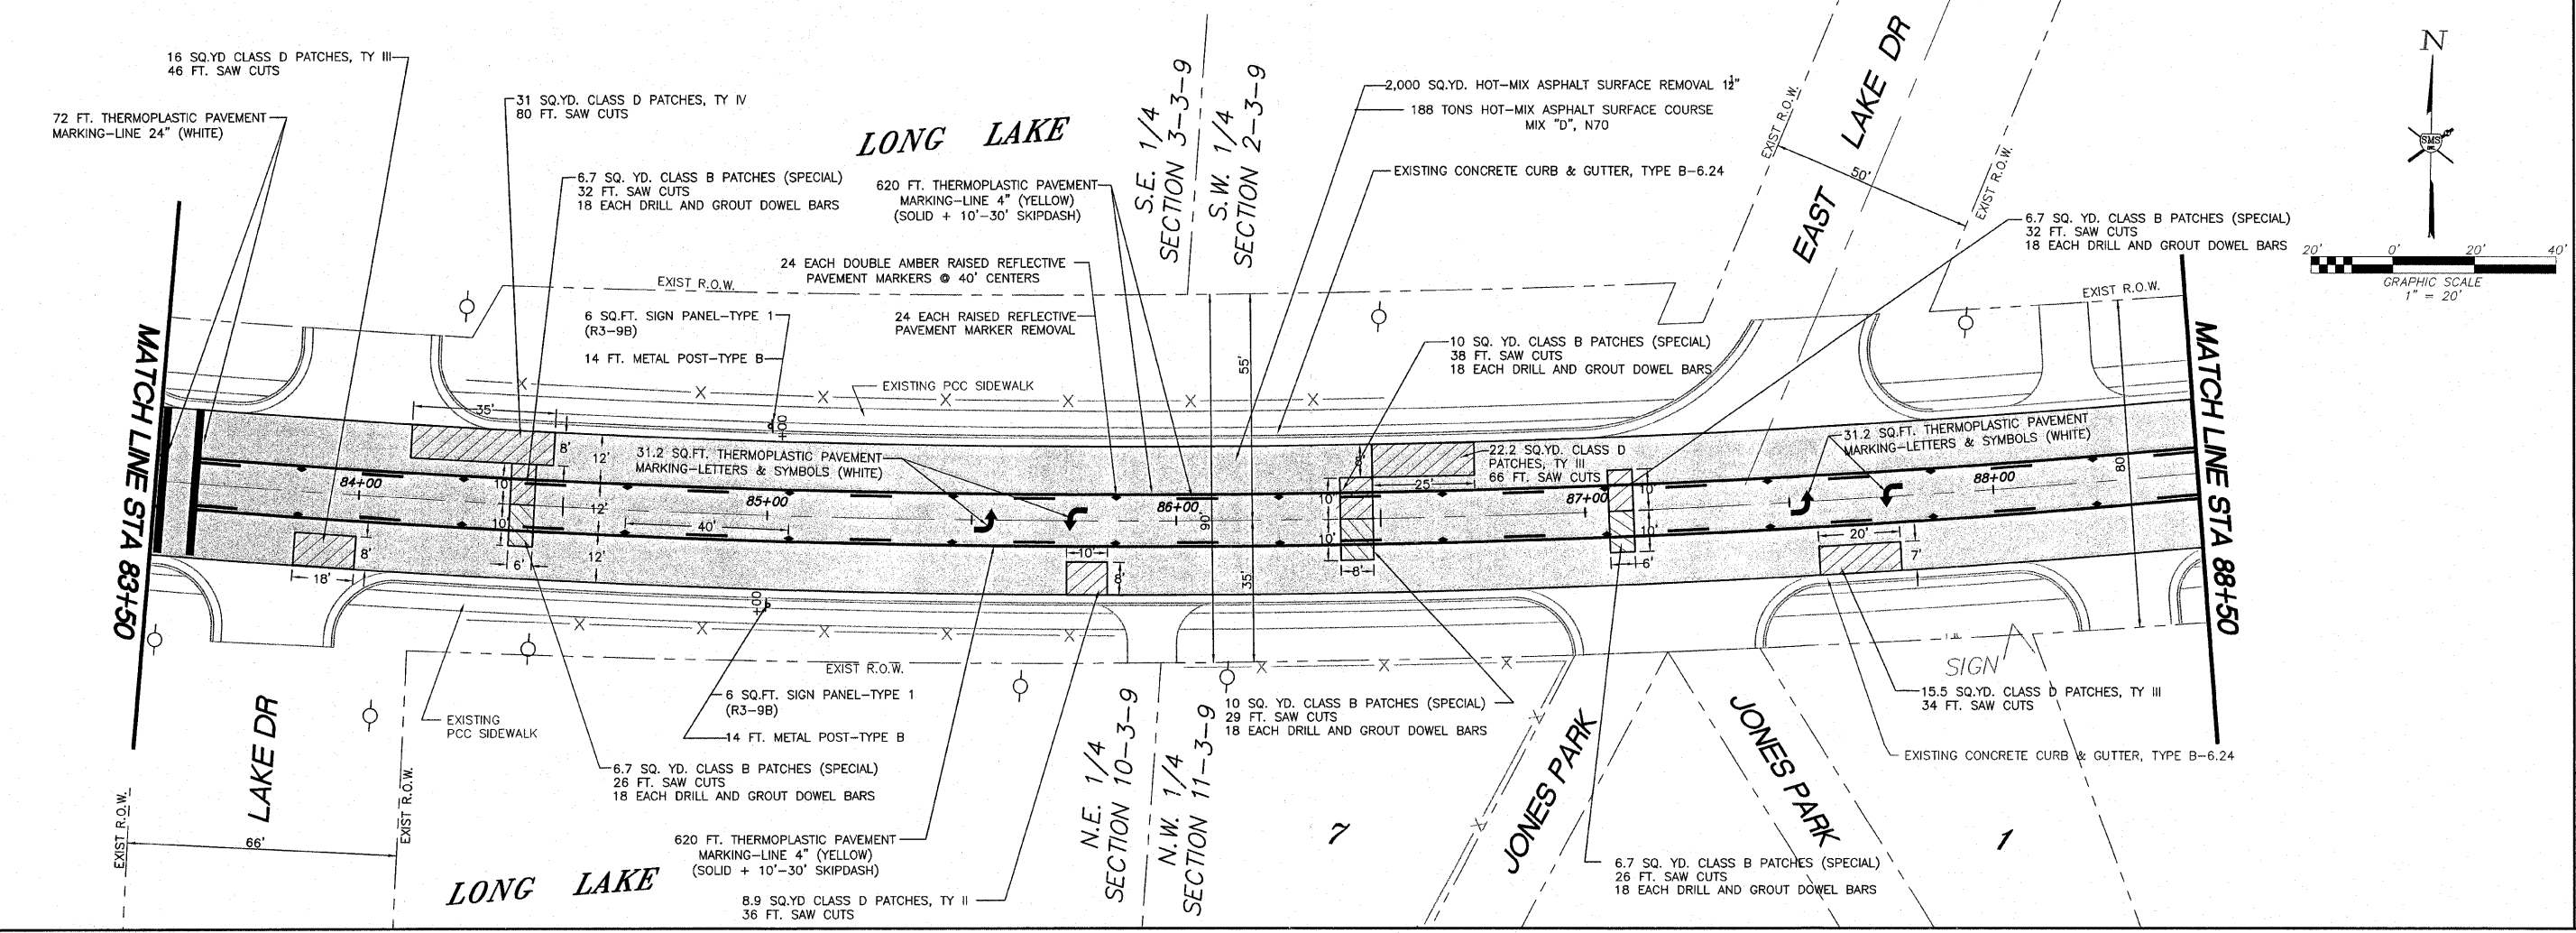 16 SQ.YD CLASS D PATCHES, TY III
46 FT. SAW CUTS
72 FT. THERMOPLASTIC PAVEMENT
MARKING-LINE 24" (WHITE)
31 SQ.YD. CLASS D PATCHES, TY IV
80 FT. SAW CUTS
6.7 SQ. YD. CLASS B PATCHES (SPECIAL)
32 FT. SAW CUTS
18 EACH DRILL AND GROUT DOWEL BARS
LONG LAKE
620 FT. THERMOPLASTIC PAVEMENT
MARKING-LINE 4" (YELLOW)
(SOLID + 10'-30' SKIPDASH)
24 EACH DOUBLE AMBER RAISED REFLECTIVE
PAVEMENT MARKERS @ 40' CENTERS
24 EACH RAISED REFLECTIVE
PAVEMENT MARKER REMOVAL
S.E. 1/4
SECTION 3-3-9
S.W. 1/4
SECTION 2-3-9
2,000 SQ.YD. HOT-MIX ASPHALT SURFACE REMOVAL 1½"
188 TONS HOT-MIX ASPHALT SURFACE COURSE
MIX "D", N70
EXISTING CONCRETE CURB & GUTTER, TYPE B-6.24
EXIST R.O.W.
50'
EXIST R.O.W.
EAST LAKE DR
6.7 SQ. YD. CLASS B PATCHES (SPECIAL)
32 FT. SAW CUTS
18 EACH DRILL AND GROUT DOWEL BARS
N
SMS
INC.
20' 0' 20' 40'
GRAPHIC SCALE
1" = 20'
EXIST R.O.W.
EXIST R.O.W.
6 SQ.FT. SIGN PANEL-TYPE 1
(R3-9B)
14 FT. METAL POST-TYPE B
EXISTING PCC SIDEWALK
10 SQ. YD. CLASS B PATCHES (SPECIAL)
38 FT. SAW CUTS
18 EACH DRILL AND GROUT DOWEL BARS
MATCH LINE STA 83+50
MATCH LINE STA 88+50
35'
8'
12'
+00
55'
80'
31.2 SQ.FT. THERMOPLASTIC PAVEMENT
MARKING-LETTERS & SYMBOLS (WHITE)
8'
22.2 SQ.YD. CLASS D
PATCHES, TY III
66 FT. SAW CUTS
25'
31.2 SQ.FT. THERMOPLASTIC PAVEMENT
MARKING-LETTERS & SYMBOLS (WHITE)
84+00
10'
85+00
86+00
10'
87+00
10'
88+00
12'
40'
90'
10'
10'
10'
20'
18'
8'
6'
12'
10'
8'
8'
6'
7'
+00
35'
EXIST R.O.W.
SIGN
6 SQ.FT. SIGN PANEL-TYPE 1
(R3-9B)
14 FT. METAL POST-TYPE B
EXISTING
PCC SIDEWALK
LAKE DR
EXIST R.O.W.
66'
EXIST R.O.W.
6.7 SQ. YD. CLASS B PATCHES (SPECIAL)
26 FT. SAW CUTS
18 EACH DRILL AND GROUT DOWEL BARS
620 FT. THERMOPLASTIC PAVEMENT
MARKING-LINE 4" (YELLOW)
(SOLID + 10'-30' SKIPDASH)
LONG LAKE
8.9 SQ.YD CLASS D PATCHES, TY II
36 FT. SAW CUTS
N.E. 1/4
SECTION 10-3-9
N.W. 1/4
SECTION 11-3-9
10 SQ. YD. CLASS B PATCHES (SPECIAL)
29 FT. SAW CUTS
18 EACH DRILL AND GROUT DOWEL BARS
7
JONES PARK
JONES PARK
1
15.5 SQ.YD. CLASS D PATCHES, TY III
34 FT. SAW CUTS
EXISTING CONCRETE CURB & GUTTER, TYPE B-6.24
6.7 SQ. YD. CLASS B PATCHES (SPECIAL)
26 FT. SAW CUTS
18 EACH DRILL AND GROUT DOWEL BARS